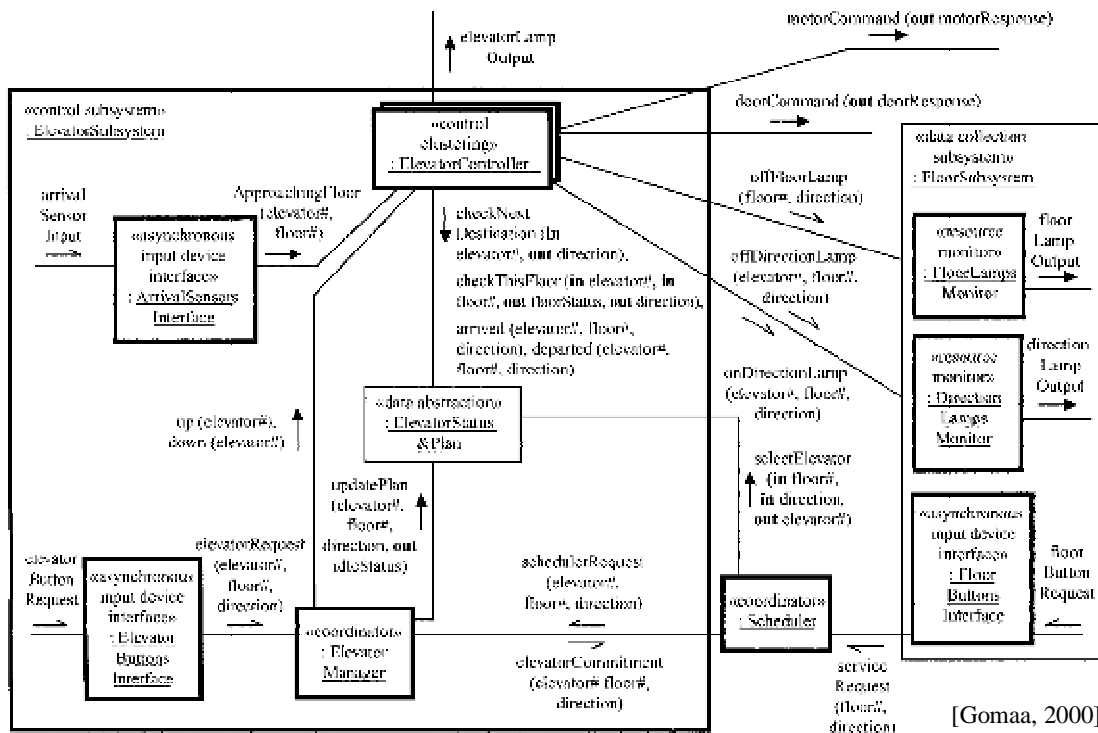 motorCommand (out motorResponse)
elevatorLamp
Output
«control subsystem»
: ElevatorSubsystem
«control
clustering»
: ElevatorController
doorCommand (out doorResponse)
«data collection
subsystem»
: FloorSubsystem
arrival
Sensor
Input
ApproachingFloor
(elevator#,
floor#)
«asynchronous
input device
interface»
: ArrivalSensors
Interface
checkNext
Destination (in
elevator#, out direction),
checkThisFloor (in elevator#, in
floor#, out floorStatus, out direction),
arrived (elevator#, floor#,
direction), departed (elevator#,
floor#, direction)
offFloorLamp
(floor#, direction)
offDirectionLamp
(elevator#, floor#,
direction)
onDirectionLamp
(elevator#, floor#,
direction)
«resource
monitor»
: FloorLamps
Monitor
floor
Lamp
Output
«resource
monitor»
: Direction
Lamps
Monitor
direction
Lamp
Output
up (elevator#),
down (elevator#)
«data abstraction»
: ElevatorStatus
&Plan
updatePlan
(elevator#,
floor#,
direction, out
idleStatus)
selectElevator
(in floor#,
in direction,
out elevator#)
elevator
Button
Request
«asynchronous
input device
interface»
: Elevator
Buttons
Interface
elevatorRequest
(elevator#,
floor#,
direction)
«coordinator»
: Elevator
Manager
schedulerRequest
(elevator#,
floor#, direction)
elevatorCommitment
(elevator# floor#,
direction)
«coordinator»
: Scheduler
service
Request
(floor#,
direction)
«asynchronous
input device
interface»
: Floor
Buttons
Interface
floor
Button
Request
[Gomaa, 2000]